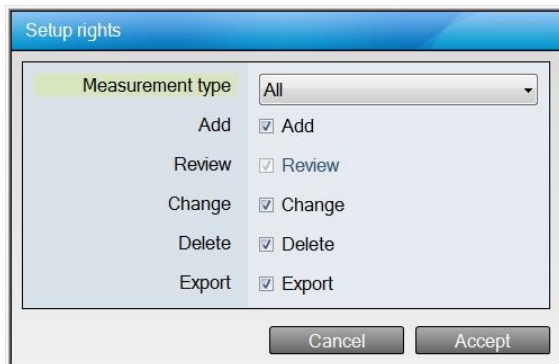 Setup rights
Measurement type All
Add Add
Review Review
Change Change
Delete Delete
Export Export
Cancel Accept